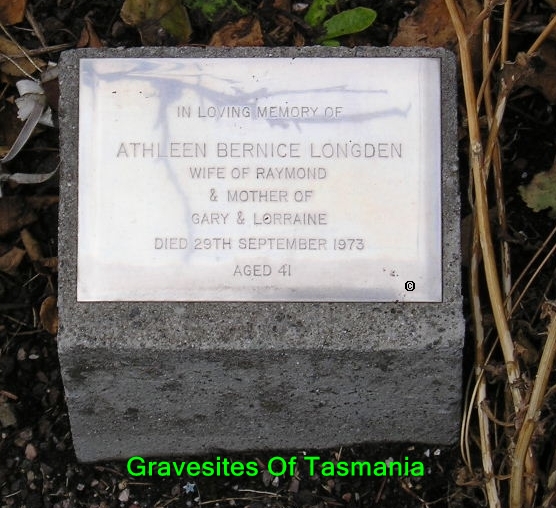 IN LOVING MEMORY OF
ATHLEEN BERNICE LONGDEN
WIFE OF RAYMOND
& MOTHER OF
GARY & LORRAINE
DIED 29TH SEPTEMBER 1973
AGED 41
©
Gravesites Of Tasmania